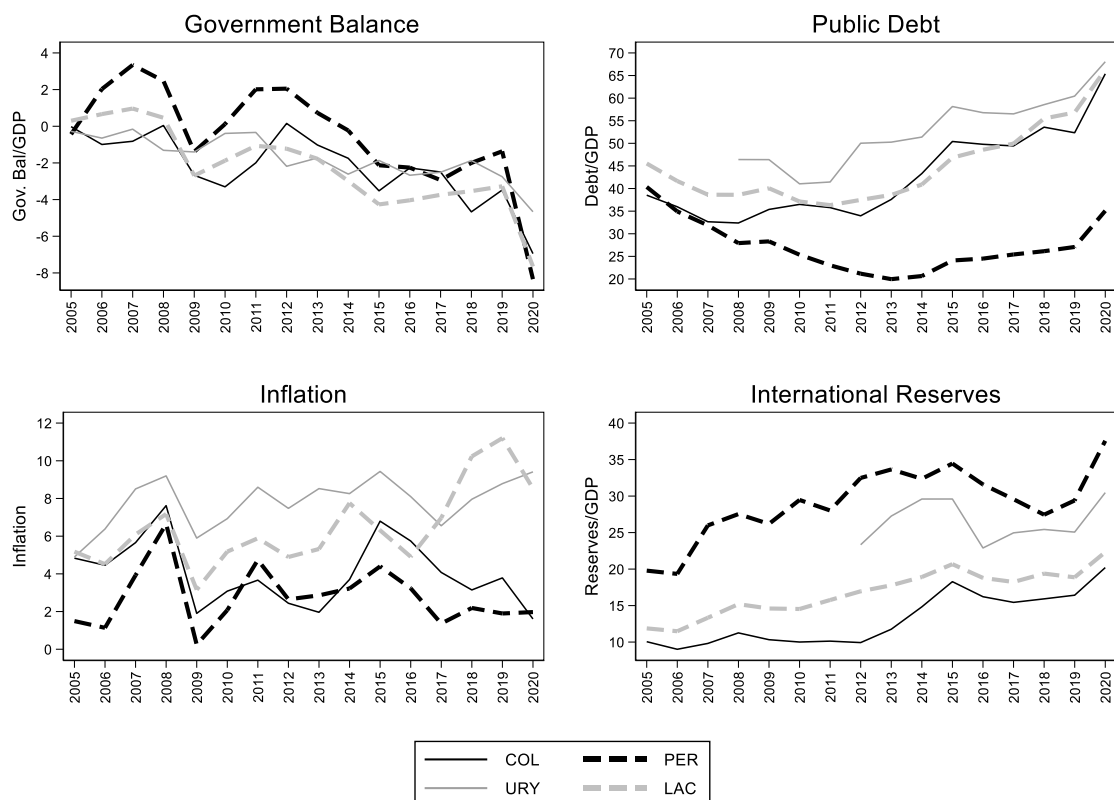 Government Balance
Gov. Bal/GDP
4
2
0
-2
-4
-6
-8
2005 2006 2007 2008 2009 2010 2011 2012 2013 2014 2015 2016 2017 2018 2019 2020
Public Debt
Debt/GDP
70
65
60
55
50
45
40
35
30
25
20
2005 2006 2007 2008 2009 2010 2011 2012 2013 2014 2015 2016 2017 2018 2019 2020
Inflation
Inflation
12
10
8
6
4
2
0
2005 2006 2007 2008 2009 2010 2011 2012 2013 2014 2015 2016 2017 2018 2019 2020
International Reserves
Reserves/GDP
40
35
30
25
20
15
10
2005 2006 2007 2008 2009 2010 2011 2012 2013 2014 2015 2016 2017 2018 2019 2020
COL PER
URY LAC